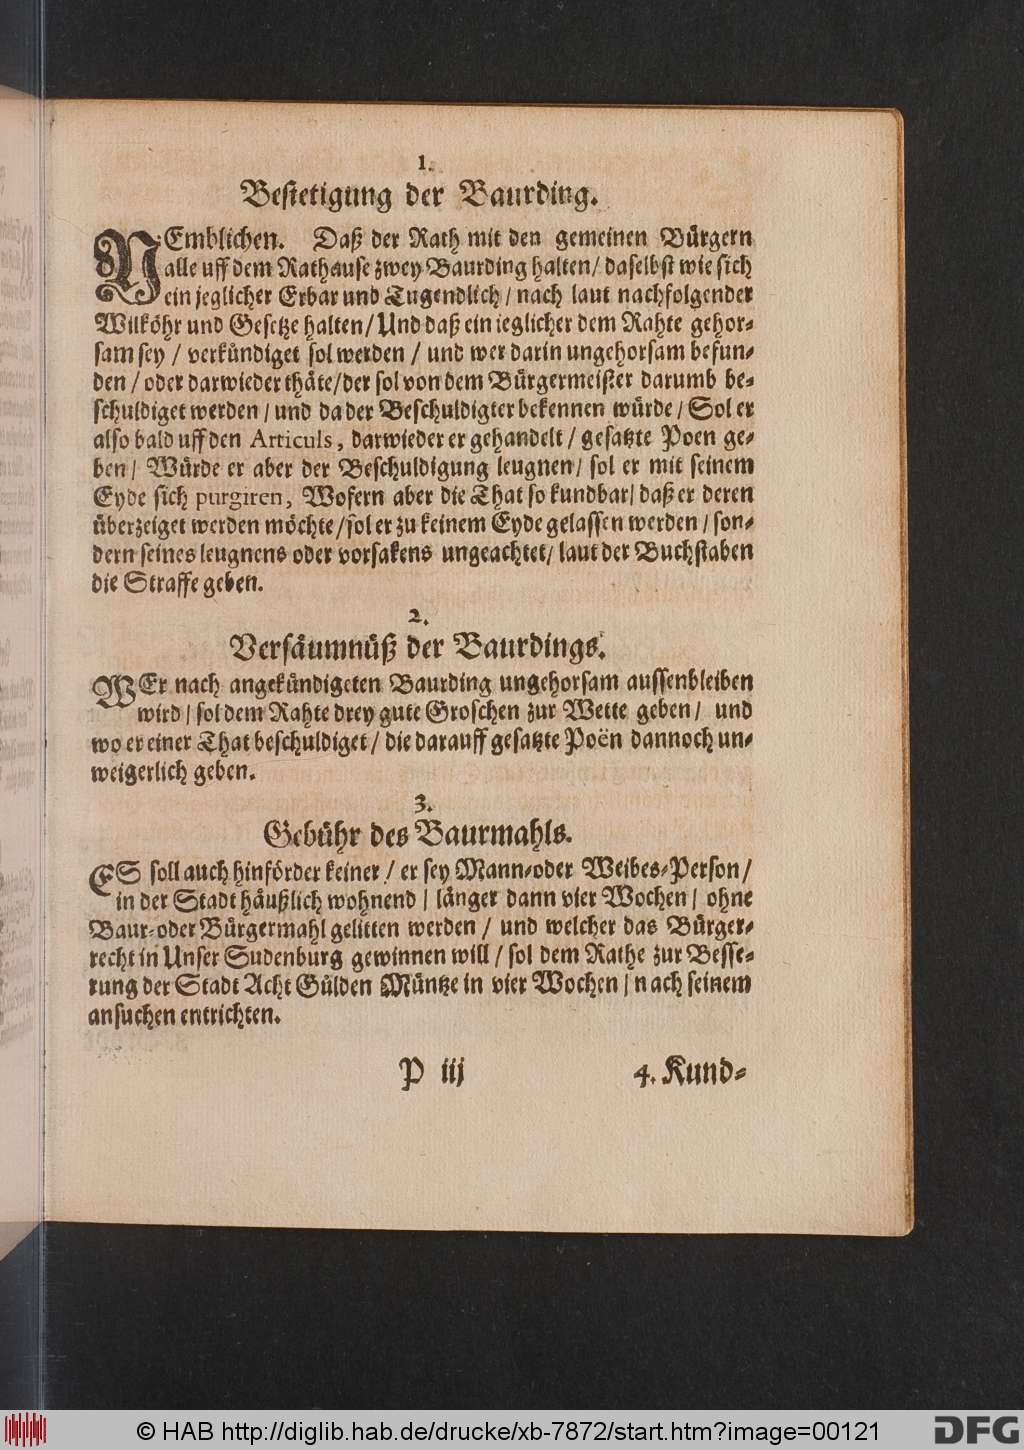 1.
Bestetigung der Baurding.
NEmblichen. Daß der Rath mit den gemeinen Bürgern
alle uff dem Rathause zwey Baurding halten/ daselbst wie sich
ein jeglicher Erbar und Tugendlich/ nach laut nachfolgender
Wilköhr und Gesetze halten/ Und daß ein ieglicher dem Rahte gehor-
sam sey / verkündiget sol werden / und wer darin ungehorsam befun-
den / oder darwieder thäte/ der sol von dem Bürgermeister darumb be-
schuldiget werden / und da der Beschuldigter bekennen würde / Sol er
also bald uff den Articuls, darwieder er gehandelt / gesatzte Poen ge-
ben/ Würde er aber der Beschuldigung leugnen/ sol er mit seinem
Eyde sich purgiren, Wofern aber die That so kundbar/ daß er deren
überzeiget werden möchte/ sol er zu keinem Eyde gelassen werden / son-
dern seines leugnens oder vorsakens ungeachtet/ laut der Buchstaben
die Straffe geben.
2.
Versäumnüß der Baurdings.
WEr nach angekündigeten Baurding ungehorsam aussenbleiben
wird / sol dem Rahte drey gute Groschen zur Wette geben/ und
wo er einer That beschuldiget / die darauff gesatzte Poën dannoch un-
weigerlich geben.
3.
Gebühr des Baurmahls.
ES soll auch hinförder keiner / er sey Mann-oder Weibes-Person /
in der Stadt häußlich wohnend / länger dann vier Wochen / ohne
Baur-oder Bürgermahl gelitten werden / und welcher das Bürger-
recht in Unser Sudenburg gewinnen will / sol dem Rathe zur Besse-
rung der Stadt Acht Gülden Müntze in vier Wochen / nach seinem
ansuchen entrichten.
P iij
4. Kund-
© HAB http://diglib.hab.de/drucke/xb-7872/start.htm?image=00121
DFG